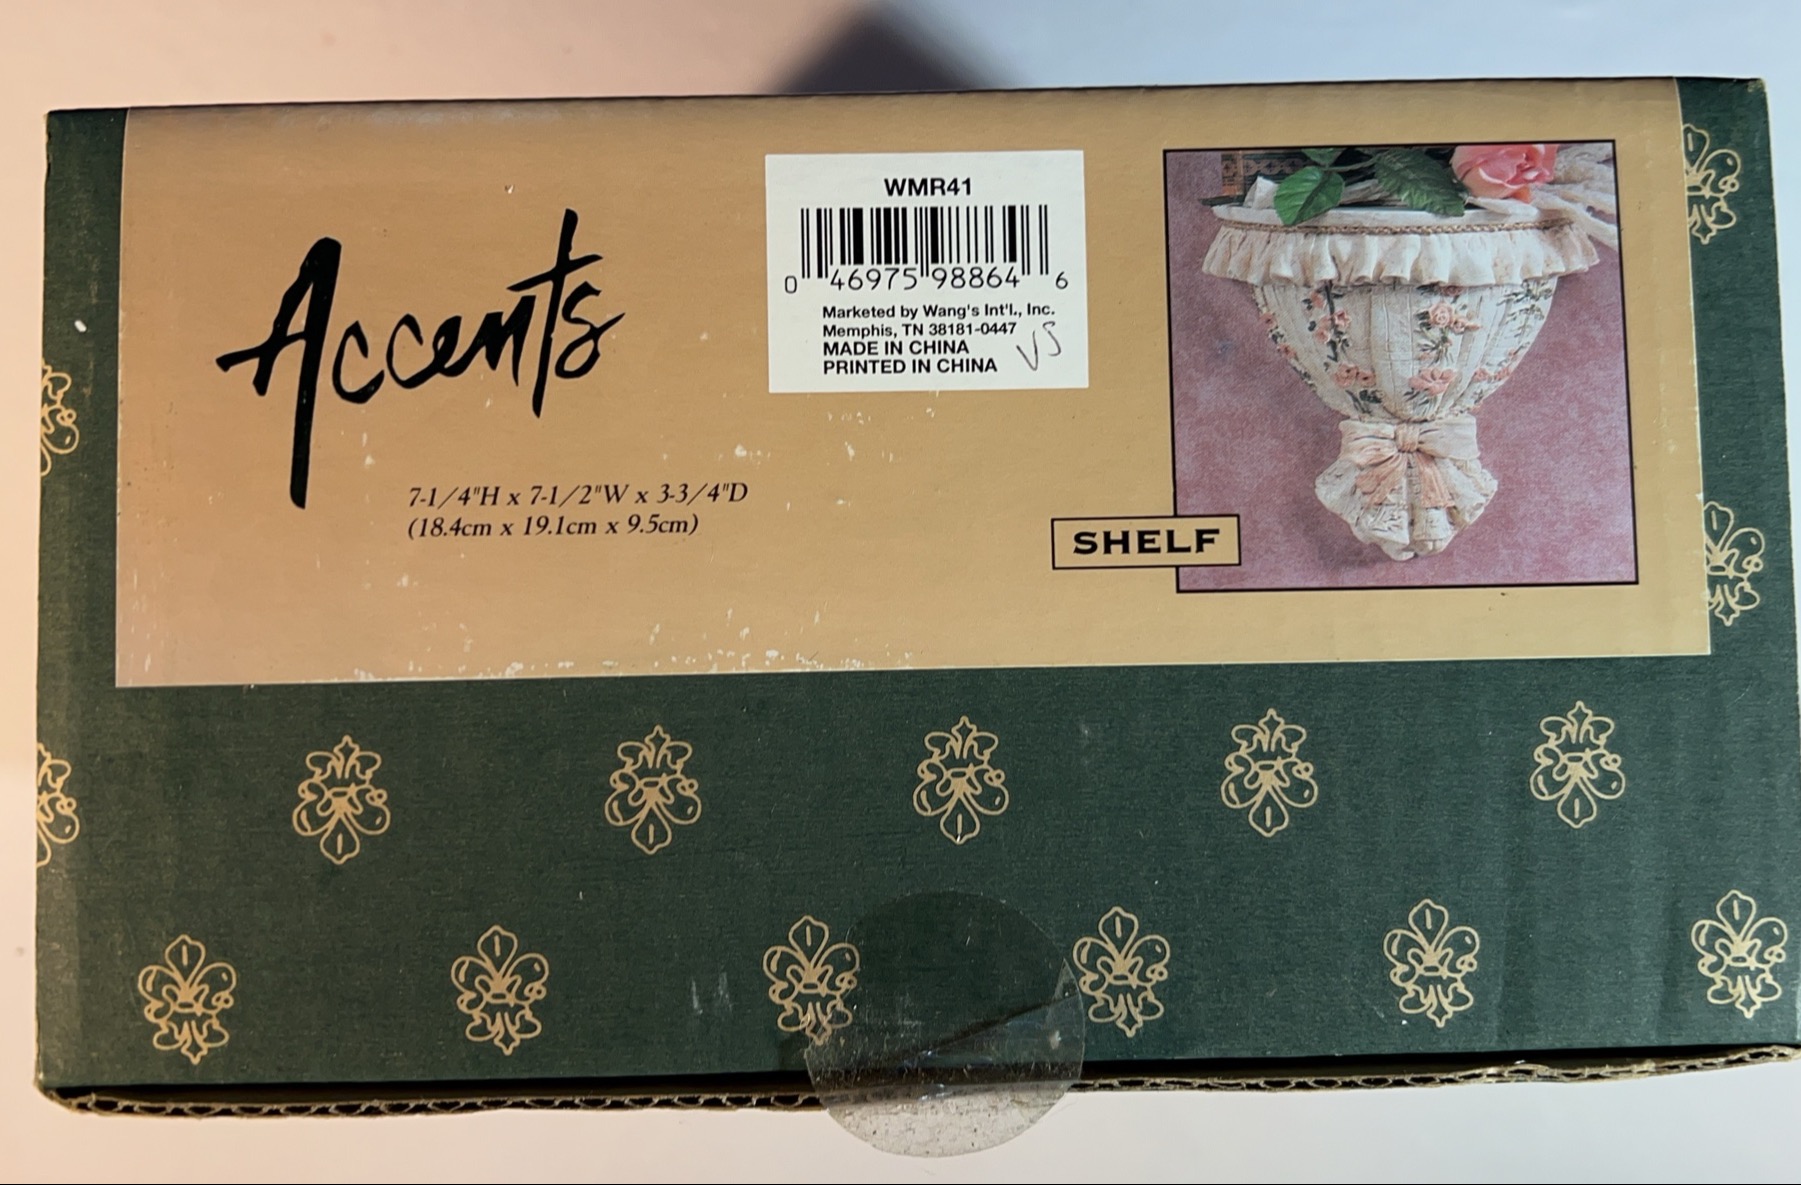 Accents
7-1/4"H x 7-1/2"W x 3-3/4"D
(18.4cm x 19.1cm x 9.5cm)
WMR41
0 46975 98864 6
Marketed by Wang's Int'l., Inc.
Memphis, TN 38181-0447
MADE IN CHINA
PRINTED IN CHINA
VS
SHELF